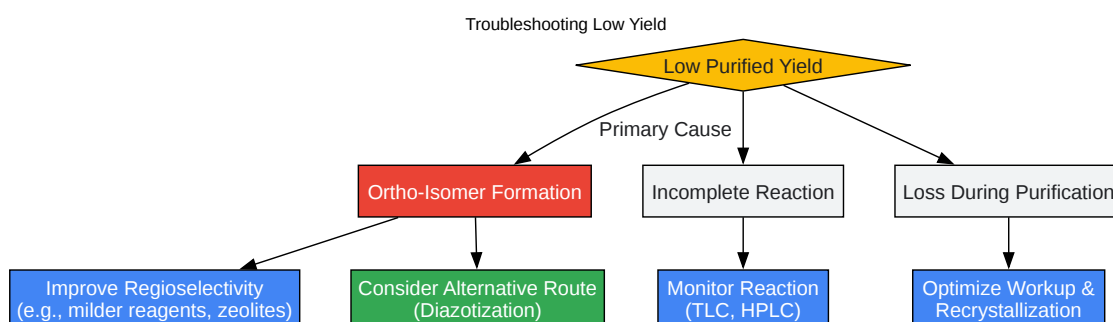 Troubleshooting Low Yield
Low Purified Yield
Primary Cause
Ortho-Isomer Formation
Incomplete Reaction
Loss During Purification
Improve Regioselectivity
(e.g., milder reagents, zeolites)
Consider Alternative Route
(Diazotization)
Monitor Reaction
(TLC, HPLC)
Optimize Workup &
Recrystallization